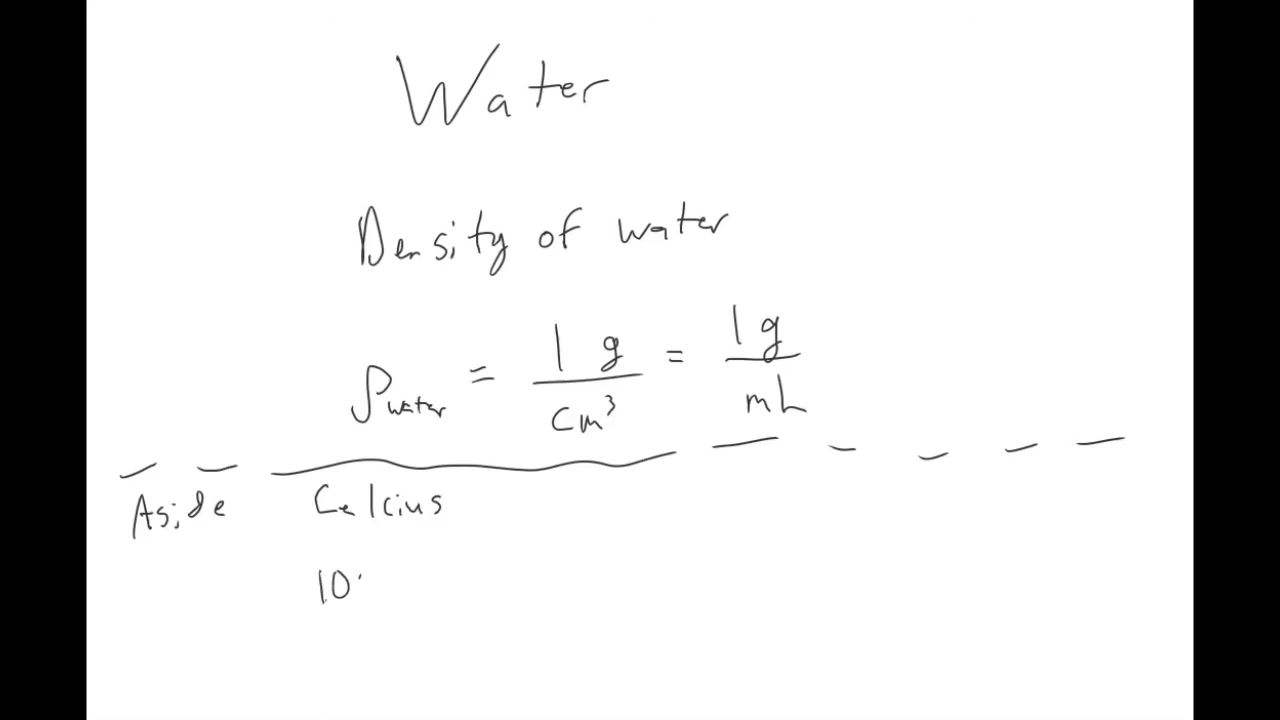 Water
Density of water
ρwater = 1 g / cm³ = 1 g / mL
Aside Celcius
10